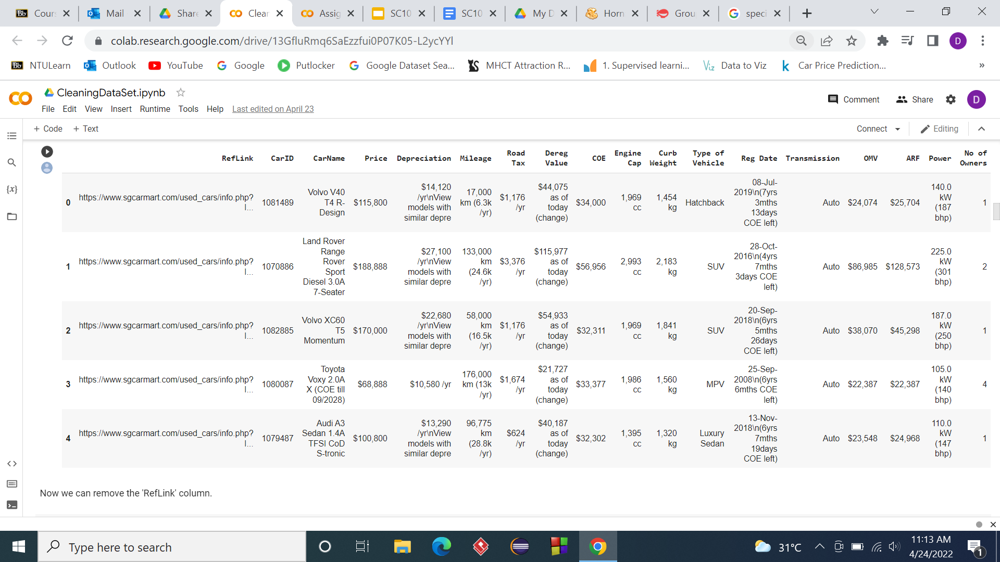 Cour
Mail
Share
Clear
Assig
SC10
SC10
My D
Horn
Grou
speci
colab.research.google.com/drive/13GfluRmq6SaEzzfui0P07K05-L2ycYYl
D
Bb NTULearn
Outlook
YouTube
Google
Putlocker
Google Dataset Sea...
MHCT Attraction R...
1. Supervised learni...
Data to Viz
Car Price Prediction...
»
CleaningDataSet.ipynb
File Edit View Insert Runtime Tools Help Last edited on April 23
Comment
Share
D
+ Code + Text
Connect
Editing
RefLink CarID CarName Price Depreciation Mileage Road Tax Dereg Value COE Engine Cap Curb Weight Type of Vehicle Reg Date Transmission OMV ARF Power No of Owners
0 https://www.sgcarmart.com/used_cars/info.php?l... 1081489 Volvo V40 T4 R-Design $115,800 $14,120 /yr\nView models with similar depre 17,000 km (6.3k /yr) $1,176 /yr $44,075 as of today (change) $34,000 1,969 cc 1,454 kg Hatchback 08-Jul-2019\n(7yrs 3mths 13days COE left) Auto $24,074 $25,704 140.0 kW (187 bhp) 1
1 https://www.sgcarmart.com/used_cars/info.php?l... 1070886 Land Rover Range Rover Sport Diesel 3.0A 7-Seater $188,888 $27,100 /yr\nView models with similar depre 133,000 km (24.6k /yr) $3,376 /yr $115,977 as of today (change) $56,956 2,993 cc 2,183 kg SUV 28-Oct-2016\n(4yrs 7mths 3days COE left) Auto $86,985 $128,573 225.0 kW (301 bhp) 2
2 https://www.sgcarmart.com/used_cars/info.php?l... 1082885 Volvo XC60 T5 Momentum $170,000 $22,680 /yr\nView models with similar depre 58,000 km (16.5k /yr) $1,176 /yr $54,933 as of today (change) $32,311 1,969 cc 1,841 kg SUV 20-Sep-2018\n(6yrs 5mths 26days COE left) Auto $38,070 $45,298 187.0 kW (250 bhp) 1
3 https://www.sgcarmart.com/used_cars/info.php?l... 1080087 Toyota Voxy 2.0A X (COE till 09/2028) $68,888 $10,580 /yr 176,000 km (13k /yr) $1,674 /yr $21,727 as of today (change) $33,377 1,986 cc 1,560 kg MPV 25-Sep-2008\n(6yrs 6mths COE left) Auto $22,387 $22,387 105.0 kW (140 bhp) 4
4 https://www.sgcarmart.com/used_cars/info.php?l... 1079487 Audi A3 Sedan 1.4A TFSI CoD S-tronic $100,800 $13,290 /yr\nView models with similar depre 96,775 km (28.8k /yr) $624 /yr $40,187 as of today (change) $32,302 1,395 cc 1,320 kg Luxury Sedan 13-Nov-2018\n(6yrs 7mths 19days COE left) Auto $23,548 $24,968 110.0 kW (147 bhp) 1
Now we can remove the 'RefLink' column.
Type here to search
31°C
11:13 AM
4/24/2022
1